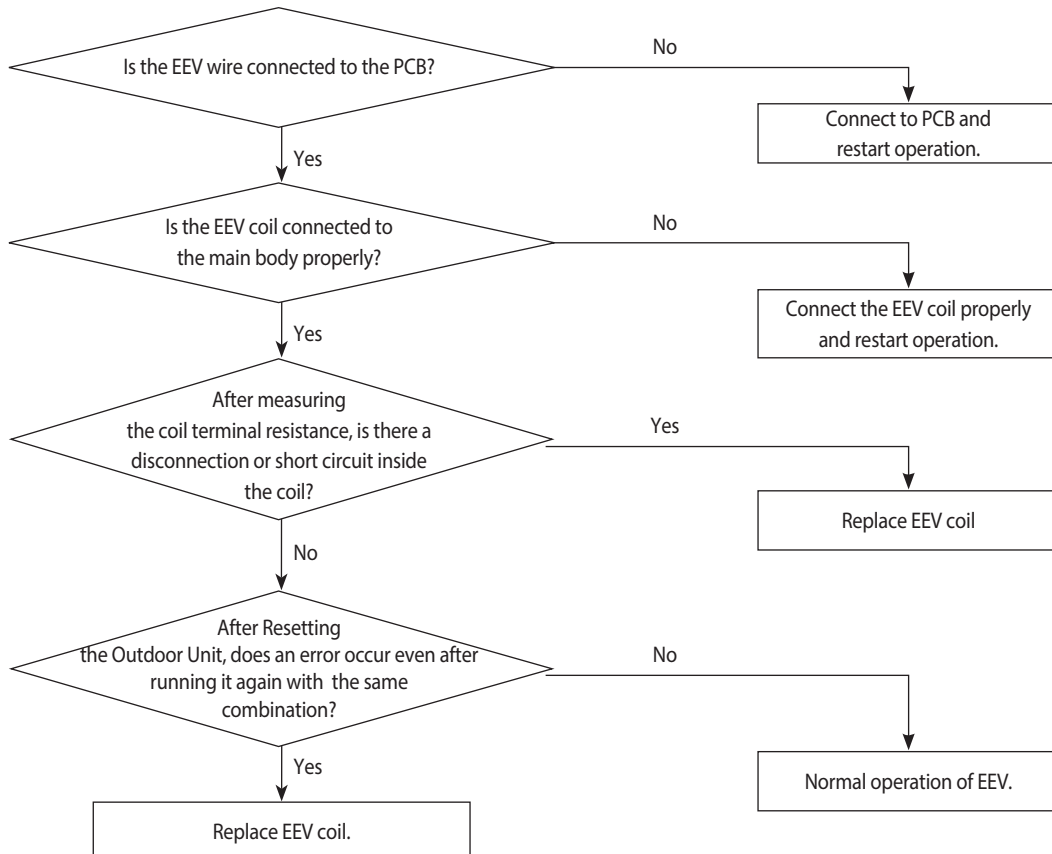 Is the EEV wire connected to the PCB?
No
Connect to PCB and
restart operation.
Yes
Is the EEV coil connected to
the main body properly?
No
Connect the EEV coil properly
and restart operation.
Yes
After measuring
the coil terminal resistance, is there a
disconnection or short circuit inside
the coil?
Yes
Replace EEV coil
No
After Resetting
the Outdoor Unit, does an error occur even after
running it again with the same
combination?
No
Normal operation of EEV.
Yes
Replace EEV coil.